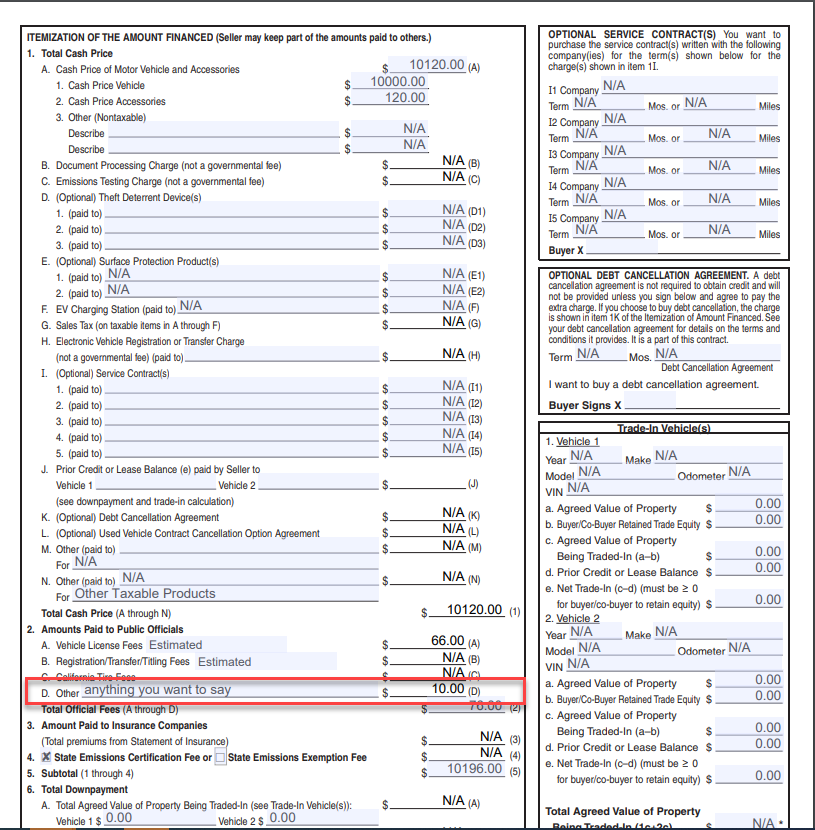 ITEMIZATION OF THE AMOUNT FINANCED (Seller may keep part of the amounts paid to others.)
1. Total Cash Price
A. Cash Price of Motor Vehicle and Accessories $ 10120.00 (A)
1. Cash Price Vehicle $ 10000.00
2. Cash Price Accessories $ 120.00
3. Other (Nontaxable)
Describe $ N/A
Describe $ N/A
B. Document Processing Charge (not a governmental fee) $ N/A (B)
C. Emissions Testing Charge (not a governmental fee) $ N/A (C)
D. (Optional) Theft Deterrent Device(s)
1. (paid to) $ N/A (D1)
2. (paid to) $ N/A (D2)
3. (paid to) $ N/A (D3)
E. (Optional) Surface Protection Product(s)
1. (paid to) N/A $ N/A (E1)
2. (paid to) N/A $ N/A (E2)
F. EV Charging Station (paid to) N/A $ N/A (F)
G. Sales Tax (on taxable items in A through F) $ N/A (G)
H. Electronic Vehicle Registration or Transfer Charge
(not a governmental fee) (paid to) $ N/A (H)
I. (Optional) Service Contract(s)
1. (paid to) $ N/A (I1)
2. (paid to) $ N/A (I2)
3. (paid to) $ N/A (I3)
4. (paid to) $ N/A (I4)
5. (paid to) $ N/A (I5)
J. Prior Credit or Lease Balance (e) paid by Seller to
Vehicle 1 Vehicle 2 $ (J)
(see downpayment and trade-in calculation)
K. (Optional) Debt Cancellation Agreement $ N/A (K)
L. (Optional) Used Vehicle Contract Cancellation Option Agreement $ N/A (L)
M. Other (paid to) $ N/A (M)
For N/A
N. Other (paid to) N/A $ N/A (N)
For Other Taxable Products
Total Cash Price (A through N) $ 10120.00 (1)
2. Amounts Paid to Public Officials
A. Vehicle License Fees Estimated $ 66.00 (A)
B. Registration/Transfer/Titling Fees Estimated $ N/A (B)
C. California Tire Fees $ N/A (C)
D. Other anything you want to say $ 10.00 (D)
Total Official Fees (A through D) $ 76.00 (2)
3. Amount Paid to Insurance Companies
(Total premiums from Statement of Insurance) $ N/A (3)
4. X State Emissions Certification Fee or State Emissions Exemption Fee $ N/A (4)
5. Subtotal (1 through 4) $ 10196.00 (5)
6. Total Downpayment
A. Total Agreed Value of Property Being Traded-In (see Trade-In Vehicle(s)): $ N/A (A)
Vehicle 1 $ 0.00 Vehicle 2 $ 0.00
OPTIONAL SERVICE CONTRACT(S) You want to
purchase the service contract(s) written with the following
company(ies) for the term(s) shown below for the
charge(s) shown in item 1I.
I1 Company N/A
Term N/A Mos. or N/A Miles
I2 Company N/A
Term N/A Mos. or N/A Miles
I3 Company N/A
Term N/A Mos. or N/A Miles
I4 Company N/A
Term N/A Mos. or N/A Miles
I5 Company N/A
Term N/A Mos. or N/A Miles
Buyer X
OPTIONAL DEBT CANCELLATION AGREEMENT. A debt
cancellation agreement is not required to obtain credit and will
not be provided unless you sign below and agree to pay the
extra charge. If you choose to buy debt cancellation, the charge
is shown in item 1K of the Itemization of Amount Financed. See
your debt cancellation agreement for details on the terms and
conditions it provides. It is a part of this contract.
Term N/A Mos. N/A
Debt Cancellation Agreement
I want to buy a debt cancellation agreement.
Buyer Signs X
Trade-In Vehicle(s)
1. Vehicle 1
Year N/A Make N/A
Model N/A Odometer N/A
VIN N/A
a. Agreed Value of Property $ 0.00
b. Buyer/Co-Buyer Retained Trade Equity $ 0.00
c. Agreed Value of Property
Being Traded-In (a–b) $ 0.00
d. Prior Credit or Lease Balance $ 0.00
e. Net Trade-In (c–d) (must be ≥ 0
for buyer/co-buyer to retain equity) $ 0.00
2. Vehicle 2
Year N/A Make N/A
Model N/A Odometer N/A
VIN N/A
a. Agreed Value of Property $ 0.00
b. Buyer/Co-Buyer Retained Trade Equity $ 0.00
c. Agreed Value of Property
Being Traded-In (a–b) $ 0.00
d. Prior Credit or Lease Balance $ 0.00
e. Net Trade-In (c–d) (must be ≥ 0
for buyer/co-buyer to retain equity) $ 0.00
Total Agreed Value of Property
Being Traded-In (1c+2c) $ N/A *